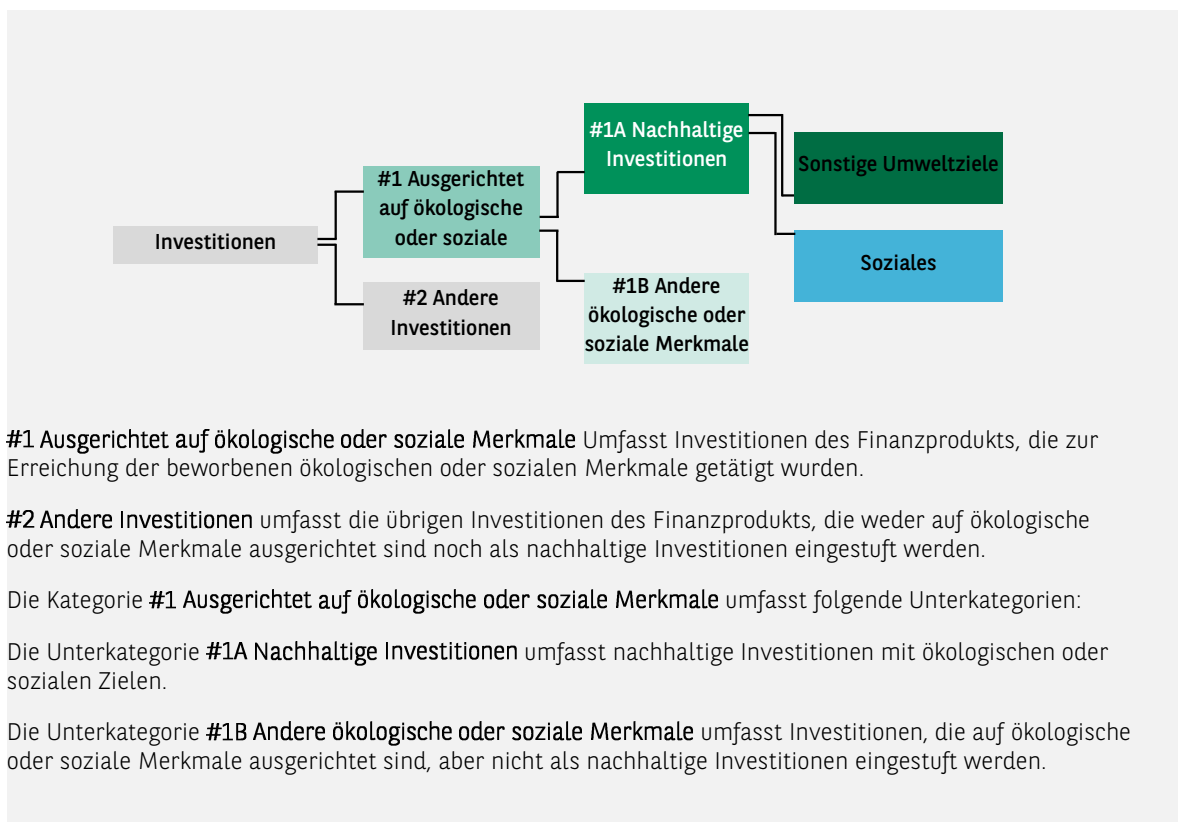 #1A Nachhaltige
Investitionen
Sonstige Umweltziele
#1 Ausgerichtet
auf ökologische
oder soziale
Investitionen
Soziales
#2 Andere
Investitionen
#1B Andere
ökologische oder
soziale Merkmale
#1 Ausgerichtet auf ökologische oder soziale Merkmale Umfasst Investitionen des Finanzprodukts, die zur
Erreichung der beworbenen ökologischen oder sozialen Merkmale getätigt wurden.
#2 Andere Investitionen umfasst die übrigen Investitionen des Finanzprodukts, die weder auf ökologische
oder soziale Merkmale ausgerichtet sind noch als nachhaltige Investitionen eingestuft werden.
Die Kategorie #1 Ausgerichtet auf ökologische oder soziale Merkmale umfasst folgende Unterkategorien:
Die Unterkategorie #1A Nachhaltige Investitionen umfasst nachhaltige Investitionen mit ökologischen oder
sozialen Zielen.
Die Unterkategorie #1B Andere ökologische oder soziale Merkmale umfasst Investitionen, die auf ökologische
oder soziale Merkmale ausgerichtet sind, aber nicht als nachhaltige Investitionen eingestuft werden.